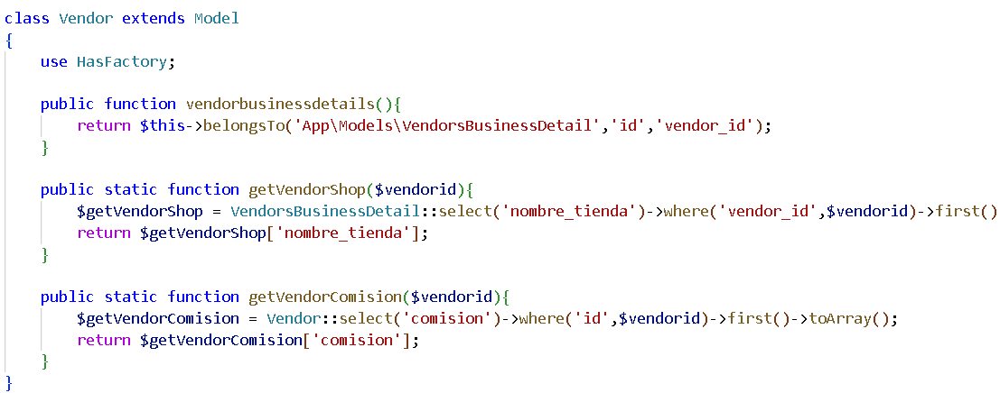 class Vendor extends Model
{
    use HasFactory;

    public function vendorbusinessdetails(){
        return $this->belongsTo('App\Models\VendorsBusinessDetail','id','vendor_id');
    }

    public static function getVendorShop($vendorid){
        $getVendorShop = VendorsBusinessDetail::select('nombre_tienda')->where('vendor_id',$vendorid)->first()
        return $getVendorShop['nombre_tienda'];
    }

    public static function getVendorComision($vendorid){
        $getVendorComision = Vendor::select('comision')->where('id',$vendorid)->first()->toArray();
        return $getVendorComision['comision'];
    }
}